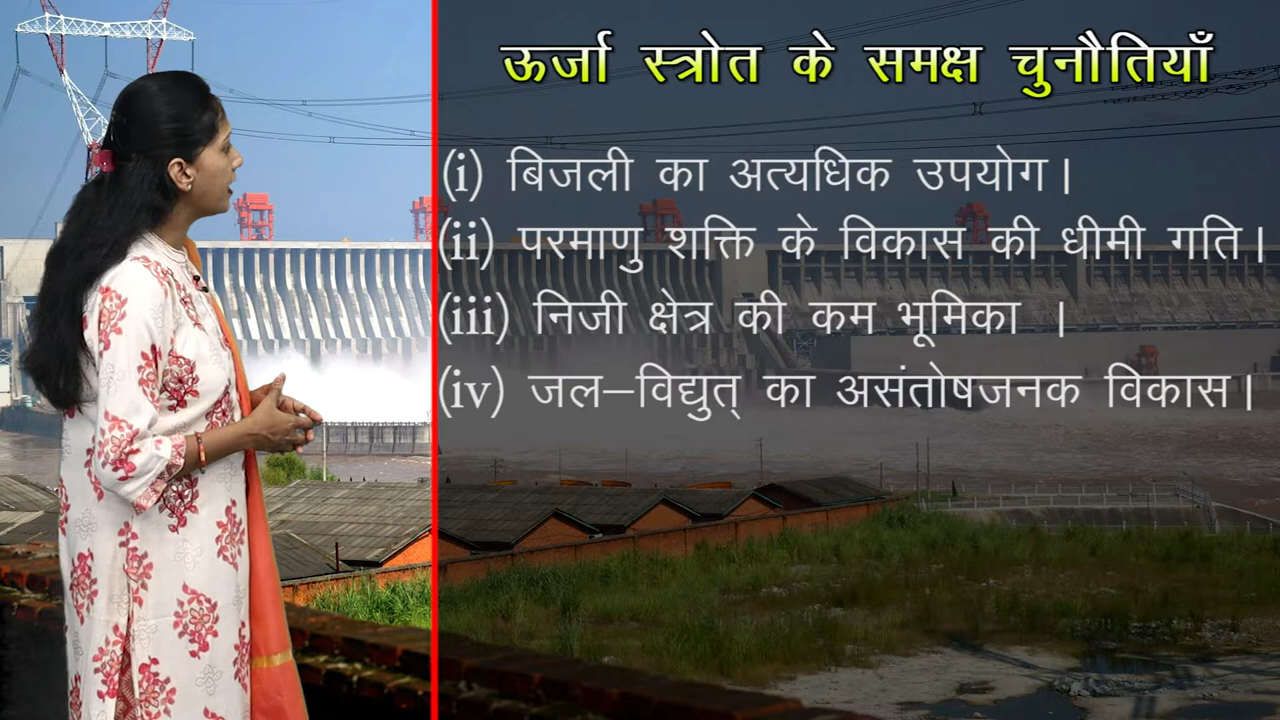 ऊर्जा स्त्रोत के समक्ष चुनौतियाँ
(i) बिजली का अत्यधिक उपयोग।
(ii) परमाणु शक्ति के विकास की धीमी गति।
(iii) निजी क्षेत्र की कम भूमिका ।
(iv) जल–विद्युत् का असंतोषजनक विकास।